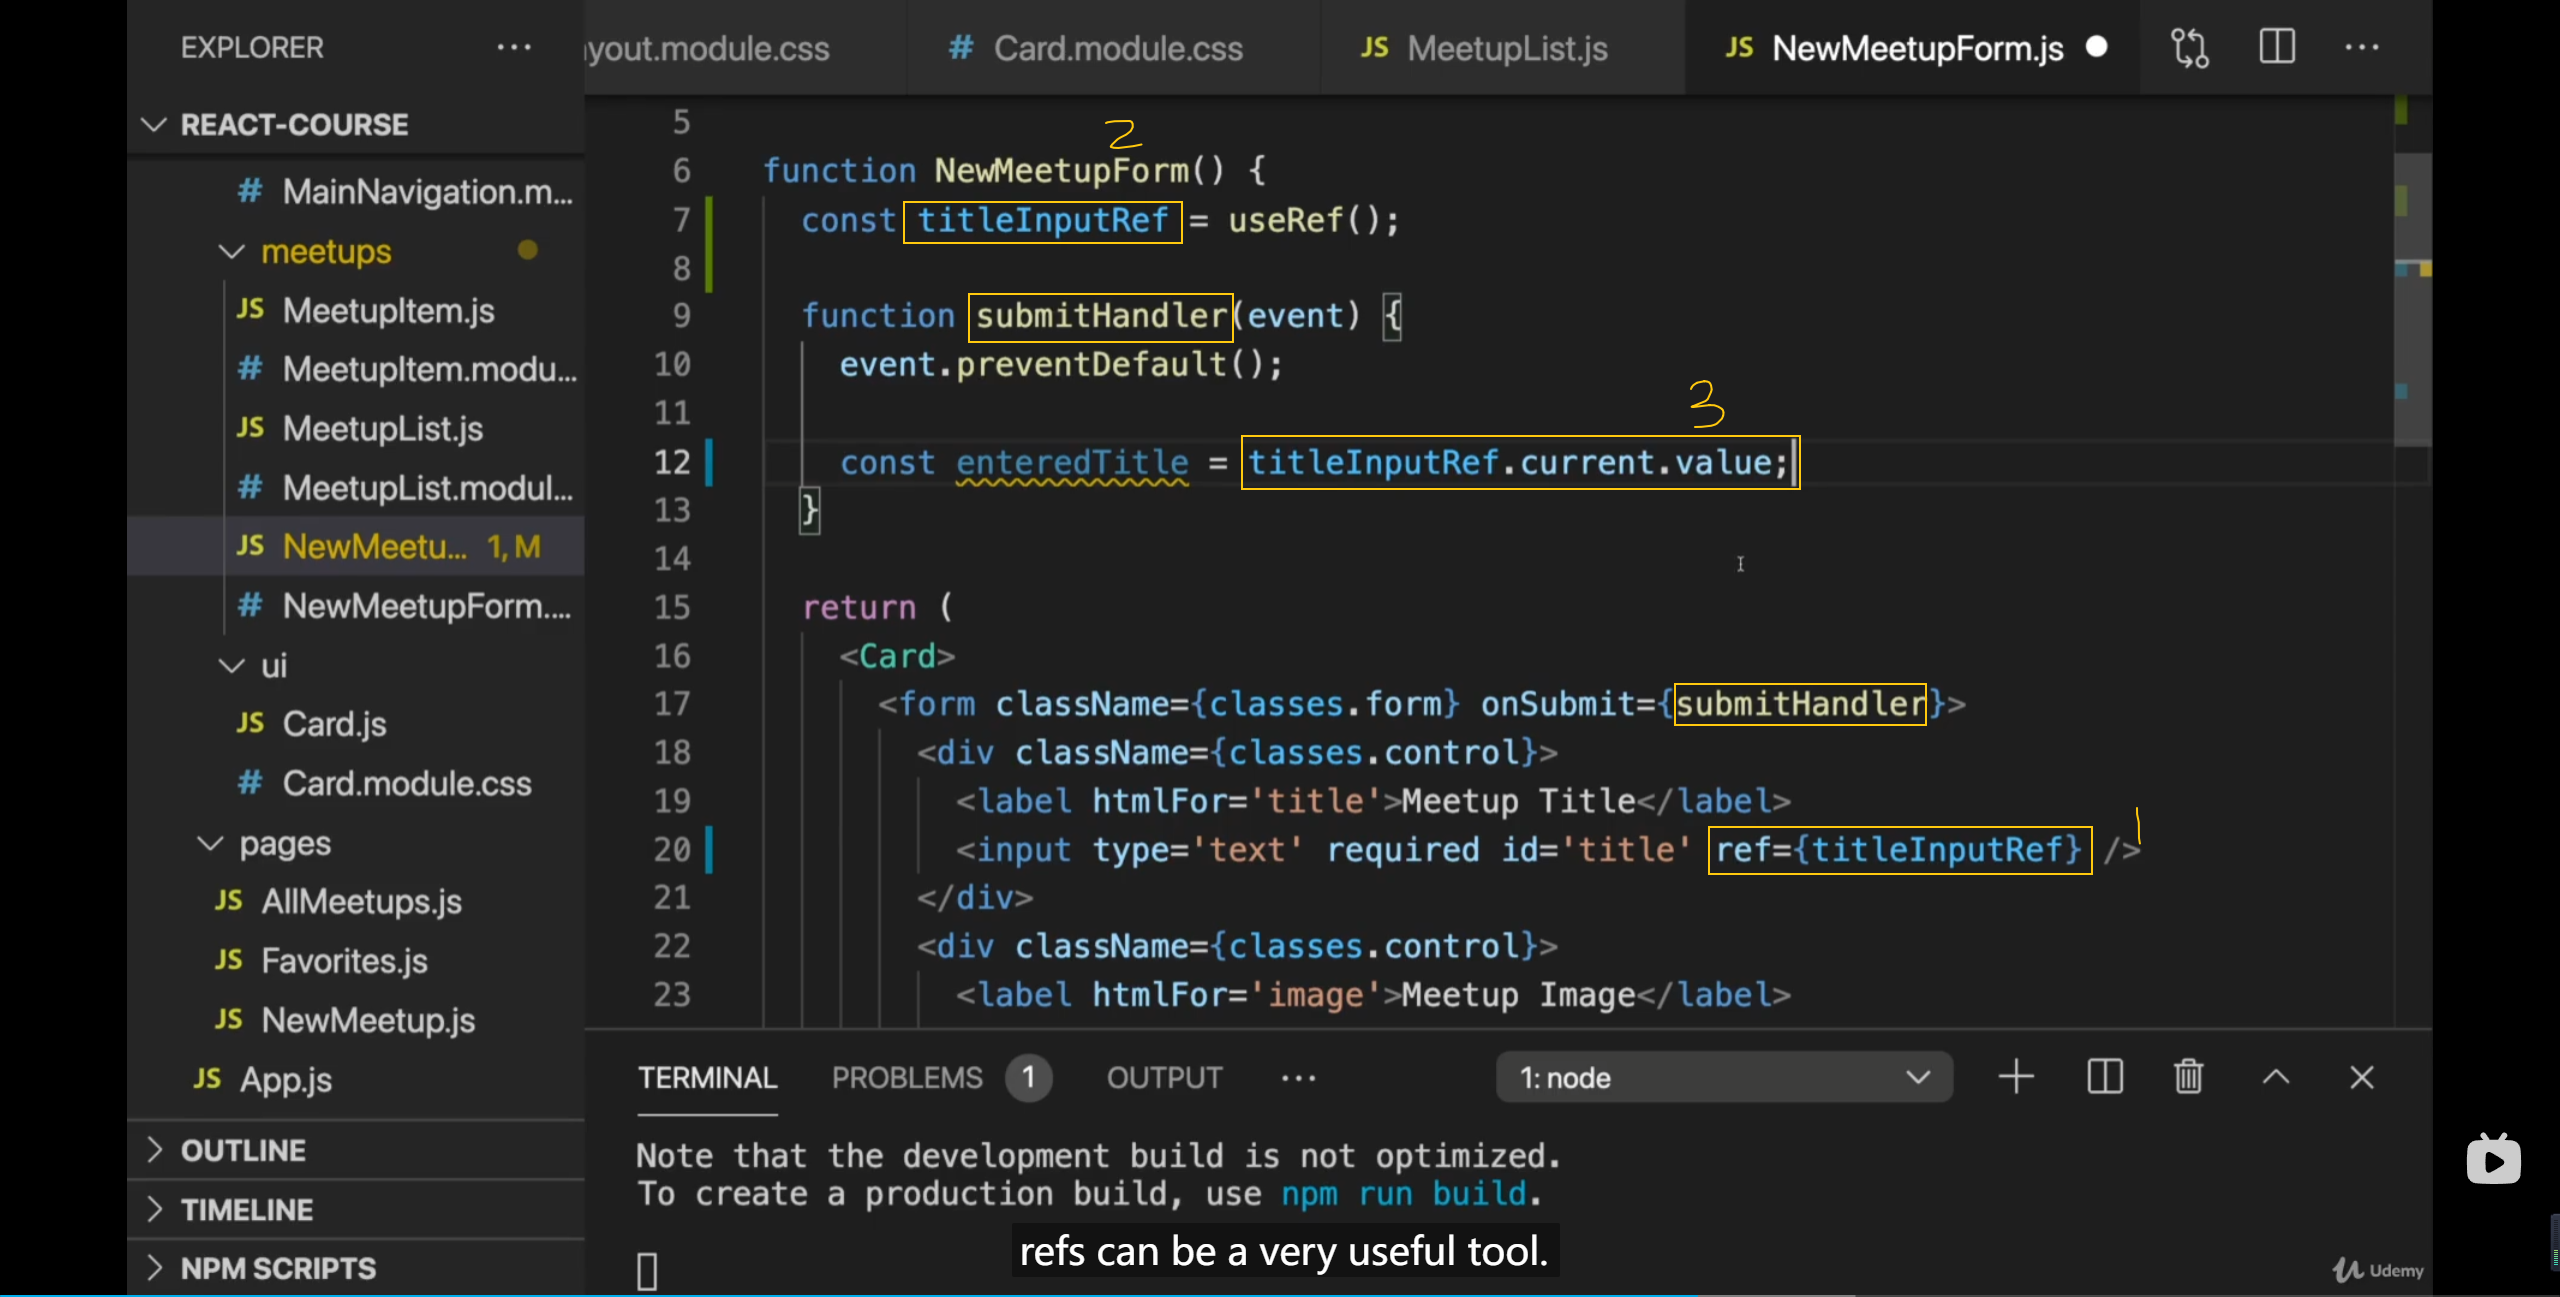 EXPLORER ...
yout.module.css # Card.module.css JS MeetupList.js JS NewMeetupForm.js ...
REACT-COURSE
# MainNavigation.m...
meetups
JS MeetupItem.js
# MeetupItem.modu...
JS MeetupList.js
# MeetupList.modul...
JS NewMeetu... 1, M
# NewMeetupForm....
ui
JS Card.js
# Card.module.css
pages
JS AllMeetups.js
JS Favorites.js
JS NewMeetup.js
JS App.js
OUTLINE
TIMELINE
NPM SCRIPTS
5
2
6 function NewMeetupForm() {
7 const titleInputRef = useRef();
8
9 function submitHandler(event) {
10 event.preventDefault();
11
3
12 const enteredTitle = titleInputRef.current.value;
13 }
14
15 return (
16 <Card>
17 <form className={classes.form} onSubmit={submitHandler}>
18 <div className={classes.control}>
19 <label htmlFor='title'>Meetup Title</label>
1
20 <input type='text' required id='title' ref={titleInputRef} />
21 </div>
22 <div className={classes.control}>
23 <label htmlFor='image'>Meetup Image</label>
TERMINAL PROBLEMS 1 OUTPUT ... 1: node
Note that the development build is not optimized.
To create a production build, use npm run build.
refs can be a very useful tool.
Udemy